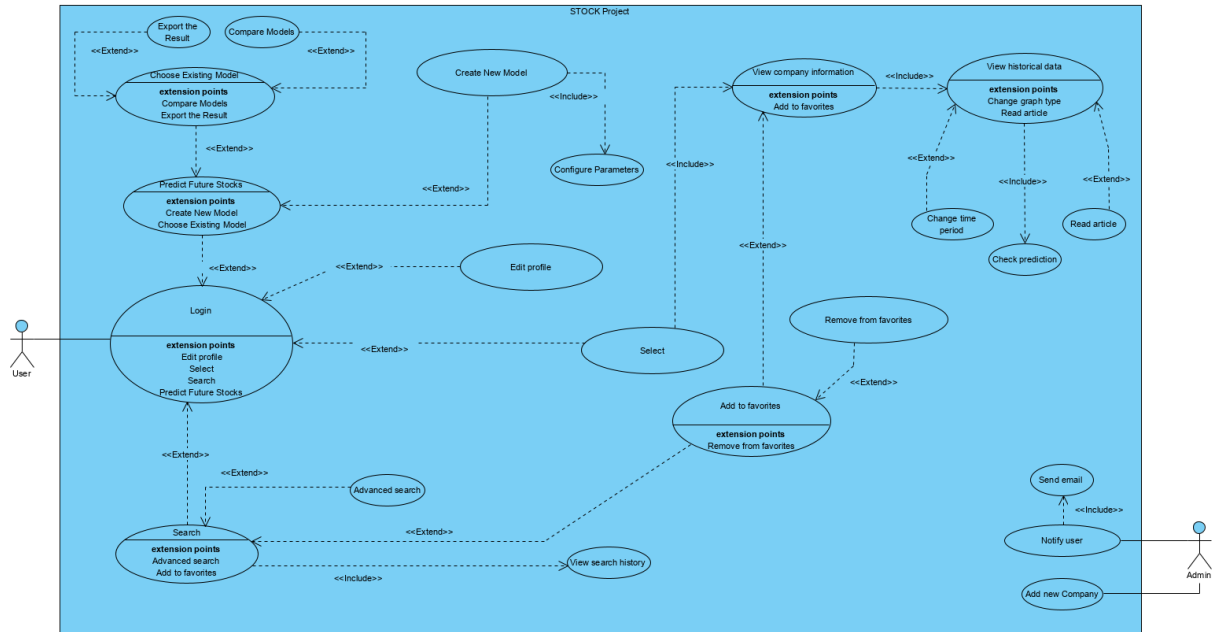 STOCK Project
Export the
Result
Compare Models
<<Extend>>
<<Extend>>
Choose Existing Model
extension points
Compare Models
Export the Result
Create New Model
<<Include>>
Configure Parameters
View company information
extension points
Add to favorites
<<Include>>
View historical data
extension points
Change graph type
Read article
<<Extend>>
<<Include>>
<<Extend>>
Change time
period
Read article
Check prediction
<<Extend>>
Predict Future Stocks
extension points
Create New Model
Choose Existing Model
<<Extend>>
<<Include>>
<<Extend>>
<<Extend>>
<<Extend>>
Edit profile
Login
extension points
Edit profile
Select
Search
Predict Future Stocks
User
<<Extend>>
Select
Remove from favorites
<<Extend>>
Add to favorites
extension points
Remove from favorites
<<Extend>>
<<Extend>>
Advanced search
Search
extension points
Advanced search
Add to favorites
<<Extend>>
<<Include>>
View search history
Send email
<<Include>>
Notify user
Admin
Add new Company